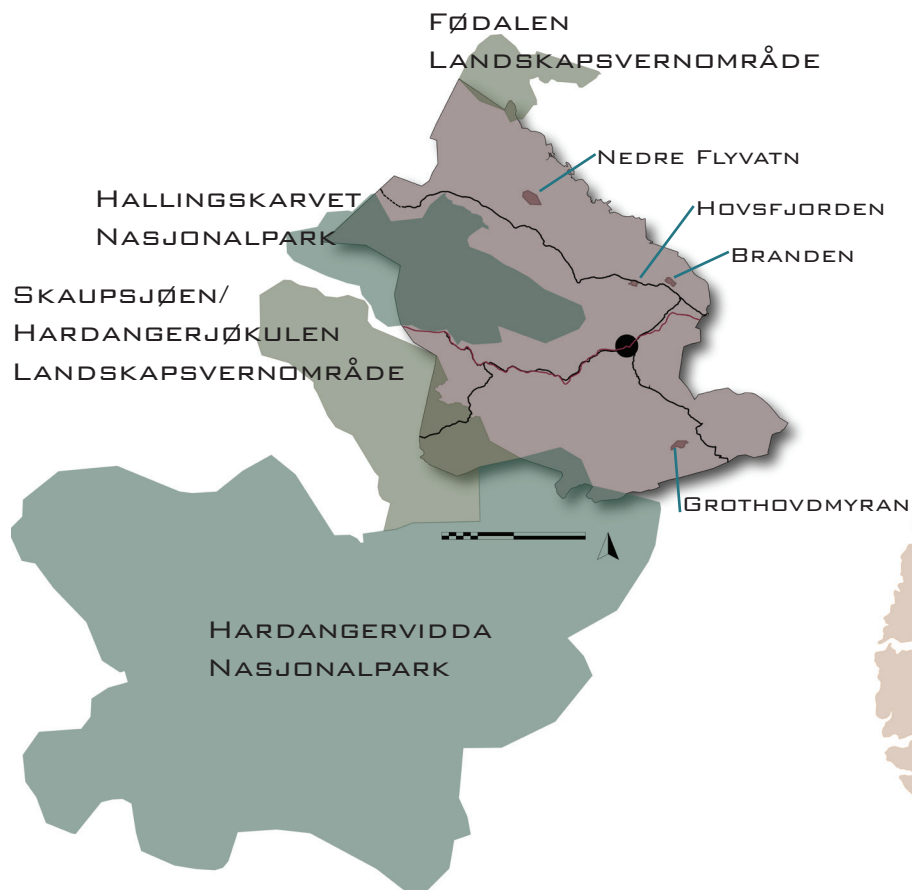 Fødalen
Landskapsvernområde
Nedre Flyvatn
Hallingskarvet
Nasjonalpark
Hovsfjorden
Branden
Skaupsjøen/
Hardangerjøkulen
Landskapsvernområde
Grothovdmyran
Hardangervidda
Nasjonalpark